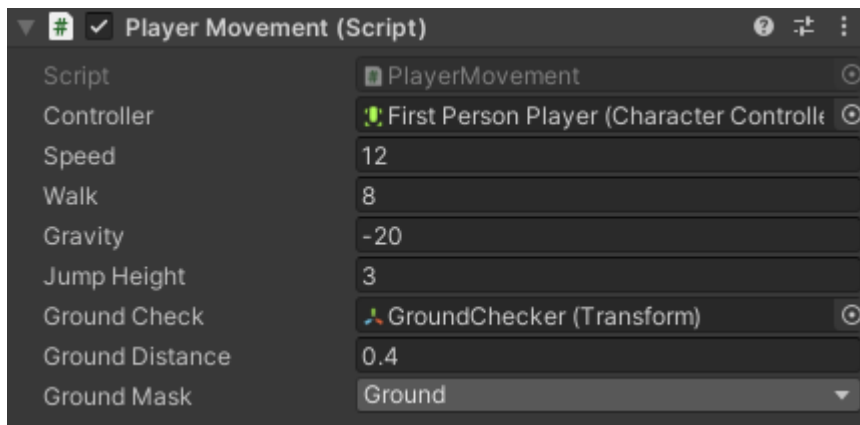 # Player Movement (Script)
Script PlayerMovement
Controller First Person Player (Character Controlle
Speed 12
Walk 8
Gravity -20
Jump Height 3
Ground Check GroundChecker (Transform)
Ground Distance 0.4
Ground Mask Ground